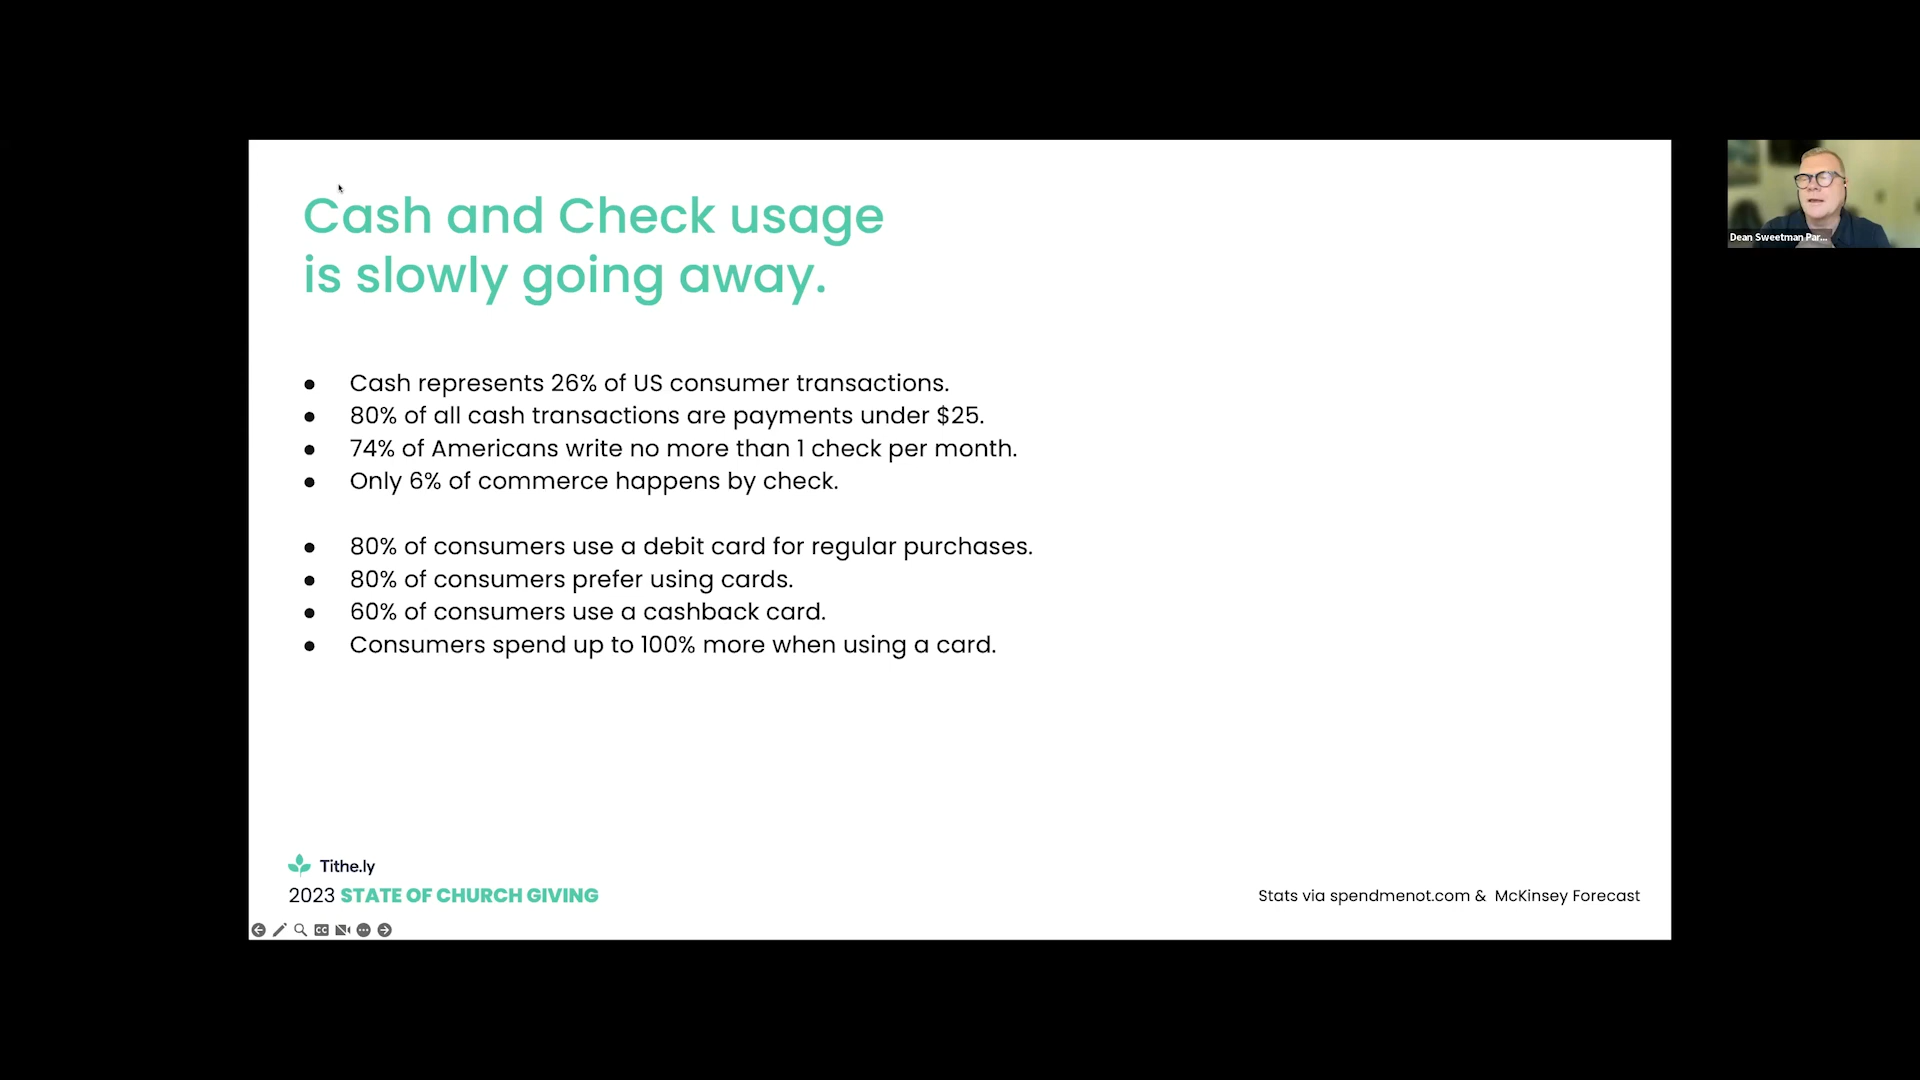 Cash and Check usage
is slowly going away.
● Cash represents 26% of US consumer transactions.
● 80% of all cash transactions are payments under $25.
● 74% of Americans write no more than 1 check per month.
● Only 6% of commerce happens by check.
● 80% of consumers use a debit card for regular purchases.
● 80% of consumers prefer using cards.
● 60% of consumers use a cashback card.
● Consumers spend up to 100% more when using a card.
Tithe.ly
2023 STATE OF CHURCH GIVING
Stats via spendmenot.com & McKinsey Forecast
CC
Dean Sweetman Par...